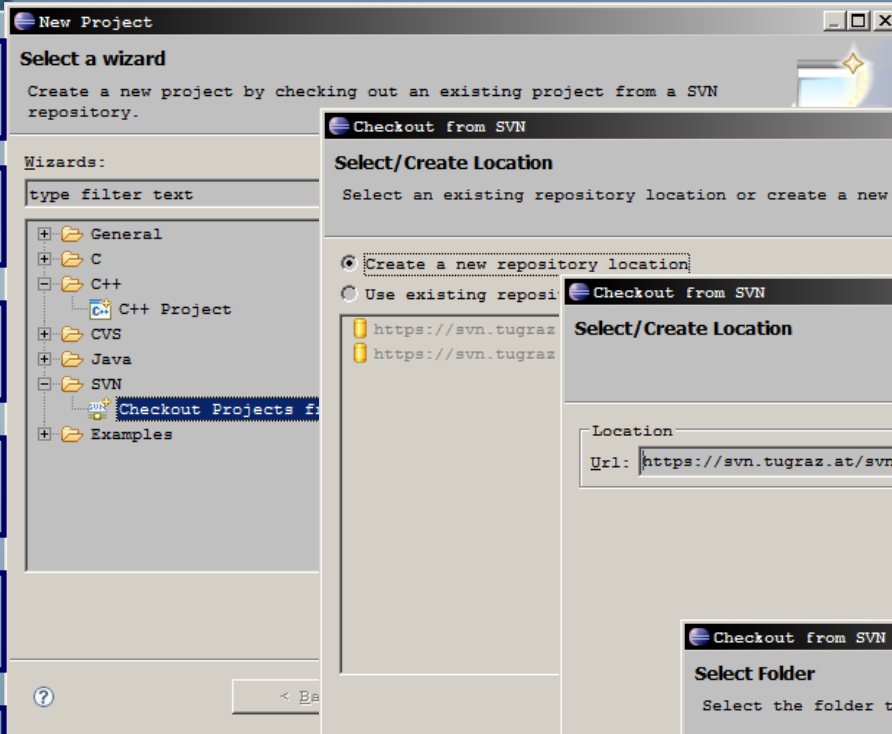 New Project
Select a wizard
Create a new project by checking out an existing project from a SVN
repository.
Wizards:
type filter text
General
C
C++
C++ Project
CVS
Java
SVN
Checkout Projects
Examples
<
Checkout from SVN
Select/Create Location
Select an existing repository location or create a new
Create a new repository location
Use existing
https://svn.tugraz
https://svn.tugraz
Checkout from SVN
Select/Create Location
Location
Url: https://svn.tugraz.at/svn
Checkout from SVN
Select Folder
Select the folder